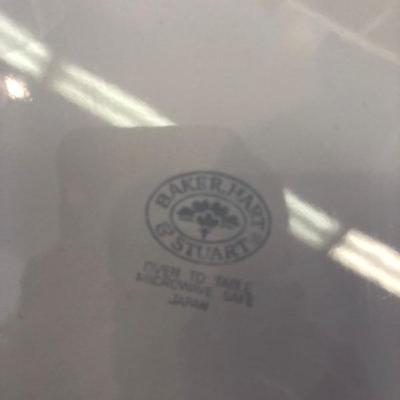 BAKER, HART
& STUART
OVEN TO TABLE
MICROWAVE SAFE
JAPAN